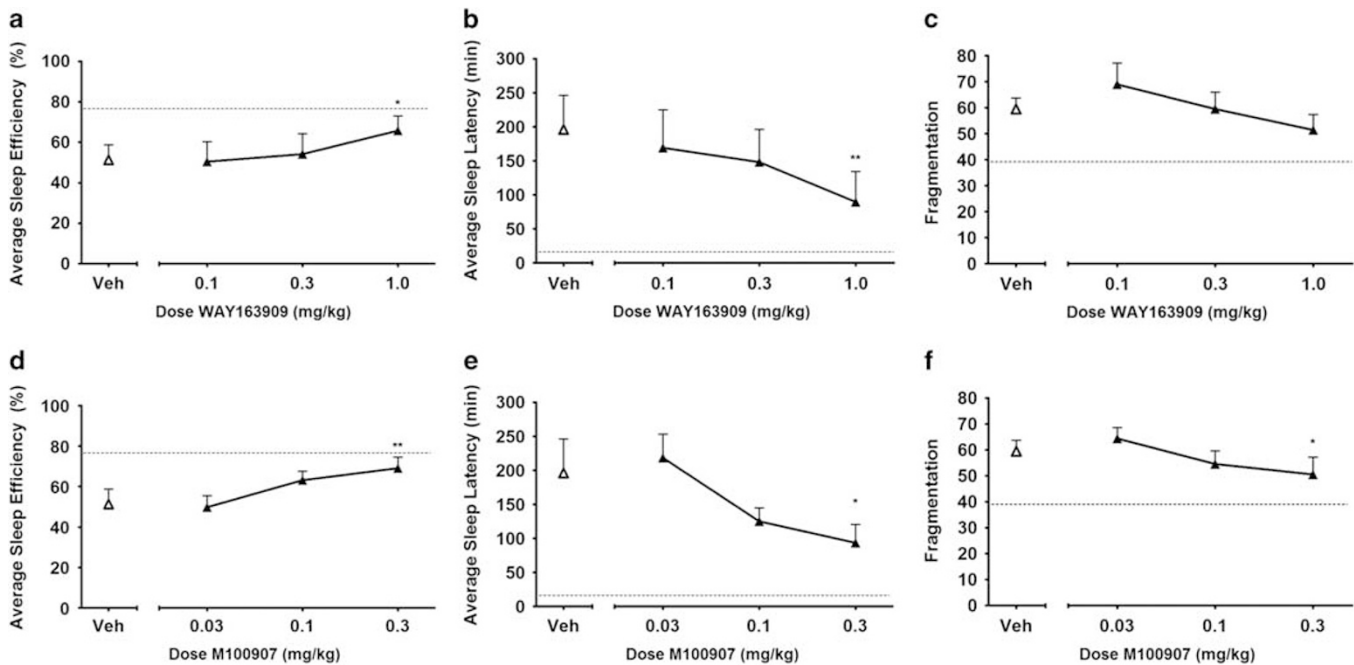 a
Average Sleep Efficiency (%)
100
80
60
40
20
0
*
Veh
0.1
0.3
1.0
Dose WAY163909 (mg/kg)
b
Average Sleep Latency (min)
300
250
200
150
100
50
0
**
Veh
0.1
0.3
1.0
Dose WAY163909 (mg/kg)
c
Fragmentation
80
70
60
50
40
30
20
10
0
Veh
0.1
0.3
1.0
Dose WAY163909 (mg/kg)
d
Average Sleep Efficiency (%)
100
80
60
40
20
0
**
Veh
0.03
0.1
0.3
Dose M100907 (mg/kg)
e
Average Sleep Latency (min)
300
250
200
150
100
50
0
*
Veh
0.03
0.1
0.3
Dose M100907 (mg/kg)
f
Fragmentation
80
70
60
50
40
30
20
10
0
*
Veh
0.03
0.1
0.3
Dose M100907 (mg/kg)